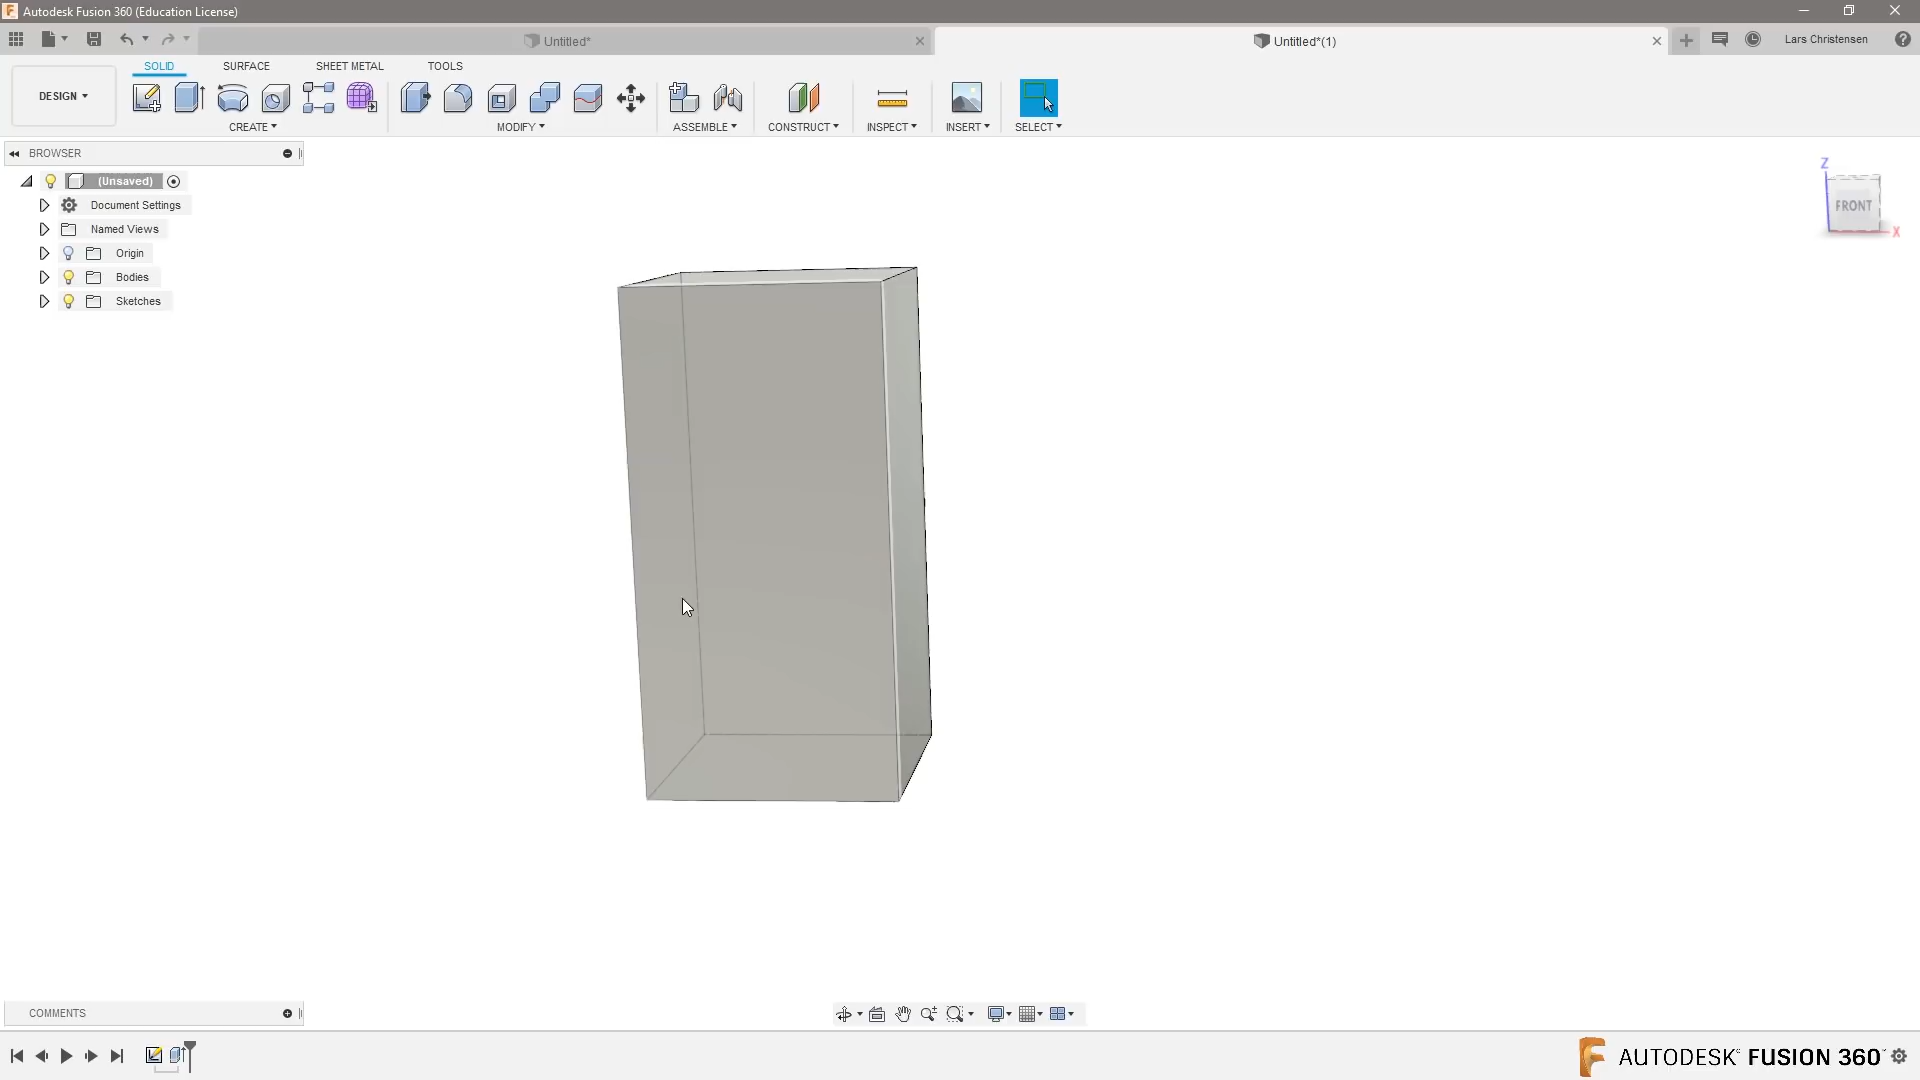 Autodesk Fusion 360 (Education License)
Untitled*
Untitled*(1)
Lars Christensen
DESIGN
SOLID
SURFACE
SHEET METAL
TOOLS
CREATE
MODIFY
ASSEMBLE
CONSTRUCT
INSPECT
INSERT
SELECT
BROWSER
(Unsaved)
Document Settings
Named Views
Origin
Bodies
Sketches
Z
FRONT
X
COMMENTS
AUTODESK FUSION 360